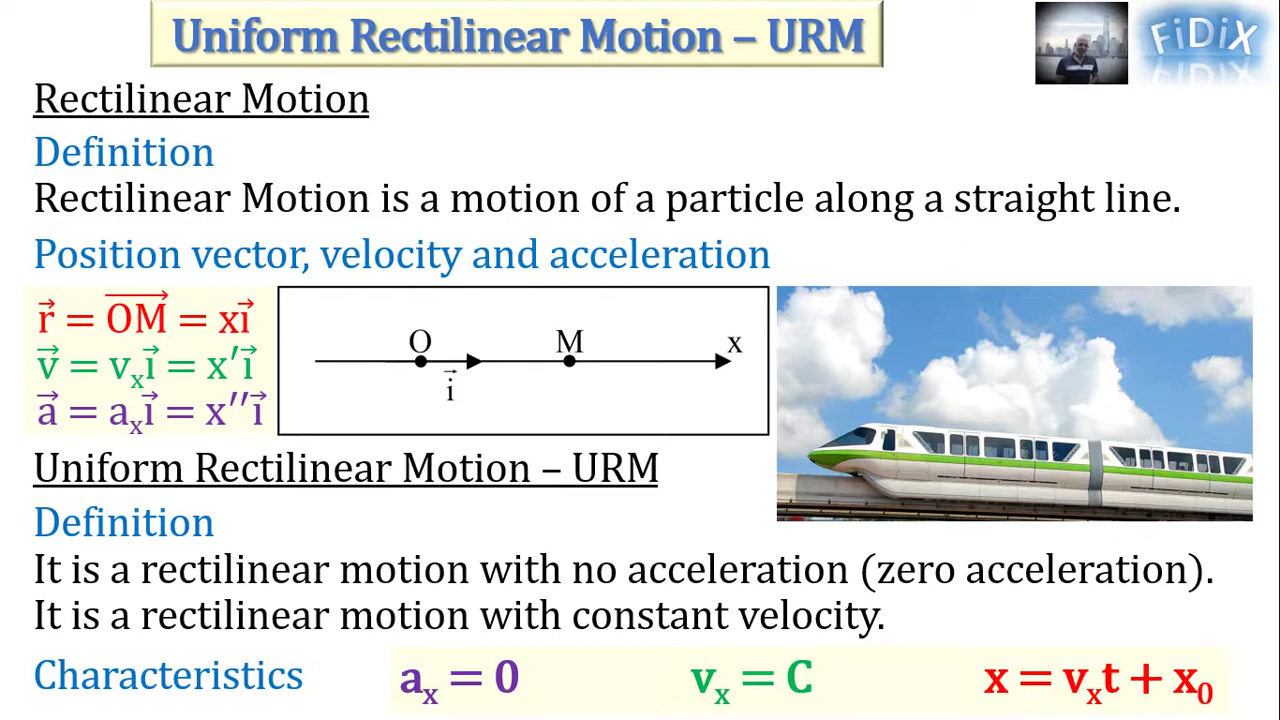 Uniform Rectilinear Motion – URM
FiDiX
Rectilinear Motion
Definition
Rectilinear Motion is a motion of a particle along a straight line.
Position vector, velocity and acceleration
r⃗ = OM⃗ = xi⃗
v⃗ = vₓi⃗ = x′i⃗
a⃗ = aₓi⃗ = x′′i⃗
O M x
i⃗
Uniform Rectilinear Motion – URM
Definition
It is a rectilinear motion with no acceleration (zero acceleration).
It is a rectilinear motion with constant velocity.
Characteristics aₓ = 0 vₓ = C x = vₓt + x₀